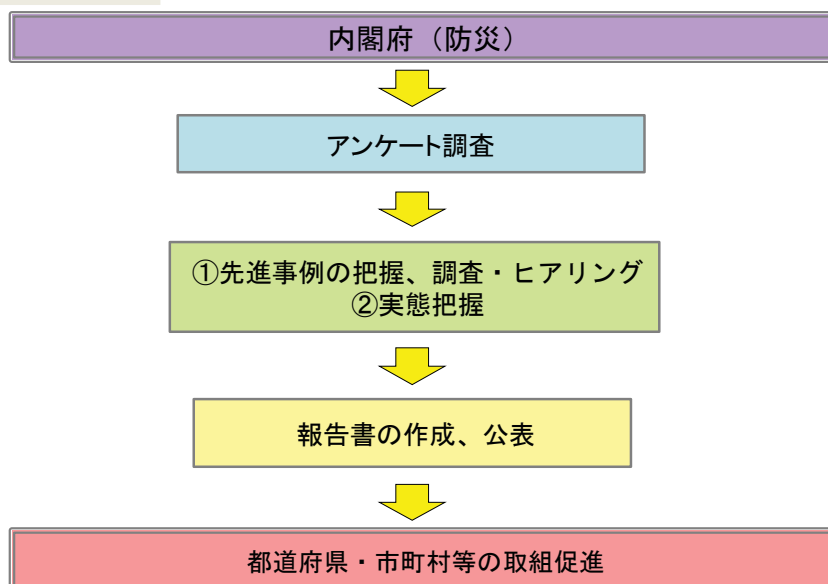 内閣府（防災）
アンケート調査
①先進事例の把握、調査・ヒアリング
②実態把握
報告書の作成、公表
都道府県・市町村等の取組促進